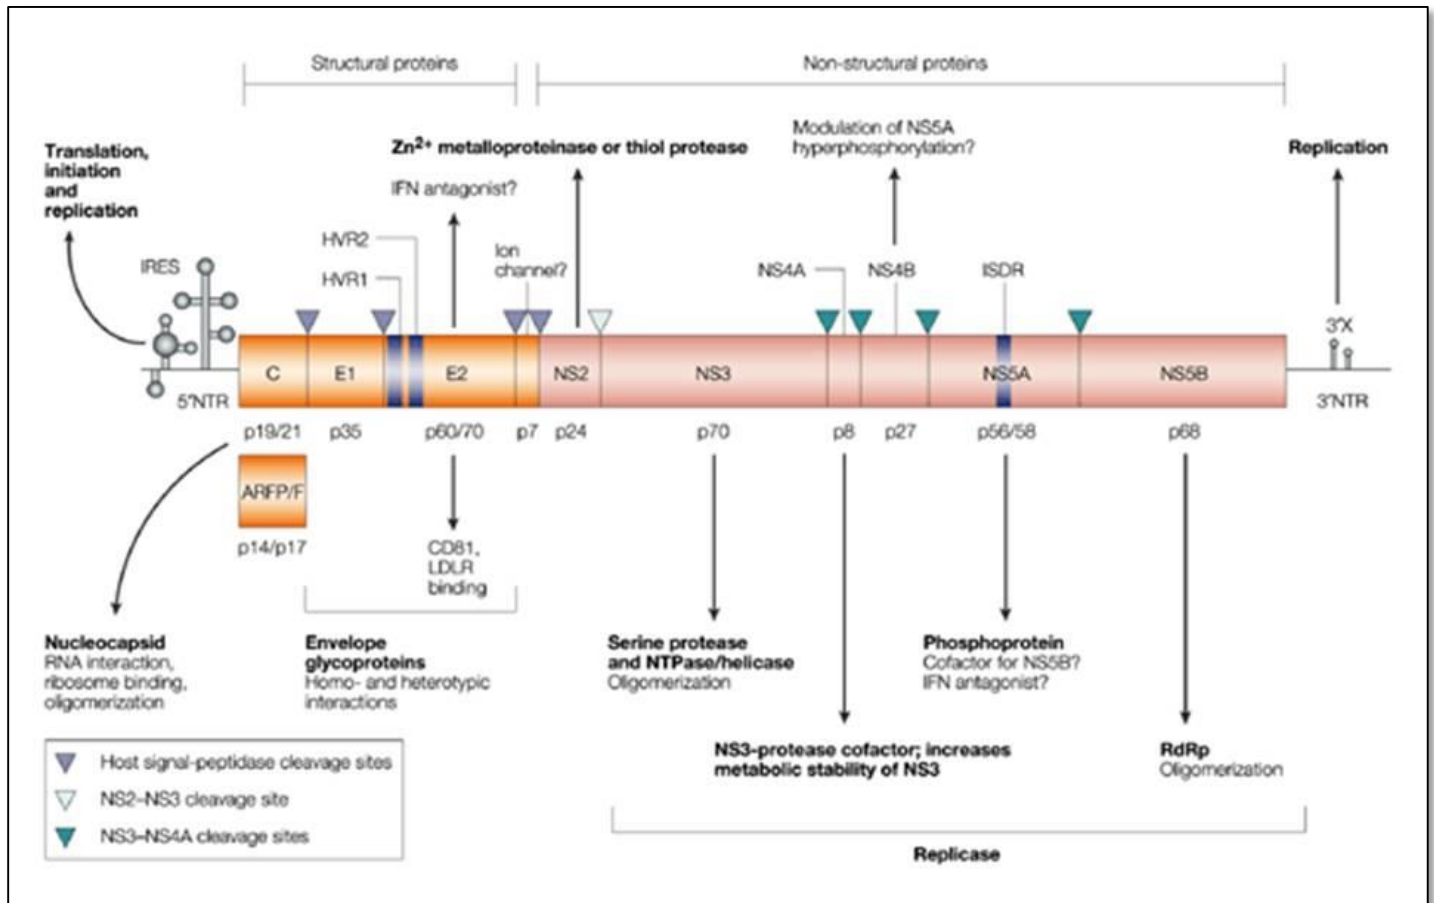 Structural proteins
Non-structural proteins
Translation,
initiation
and
replication
Zn2+ metalloproteinase or thiol protease
Modulation of NS5A
hyperphosphorylation?
Replication
IFN antagonist?
HVR2
HVR1
Ion
channel?
IRES
NS4A
NS4B
ISDR
3'X
C
E1
E2
NS2
NS3
NS5A
NS5B
5'NTR
3'NTR
p19/21
p35
p60/70
p7
p24
p70
p8
p27
p56/58
p68
ARFP/F
p14/p17
CD81,
LDLR
binding
Nucleocapsid
RNA interaction,
ribosome binding,
oligomerization
Envelope
glycoproteins
Homo- and heterotypic
interactions
Serine protease
and NTPase/helicase
Oligomerization
Phosphoprotein
Cofactor for NS5B?
IFN antagonist?
NS3-protease cofactor; increases
metabolic stability of NS3
RdRp
Oligomerization
Host signal-peptidase cleavage sites
NS2–NS3 cleavage site
NS3–NS4A cleavage sites
Replicase